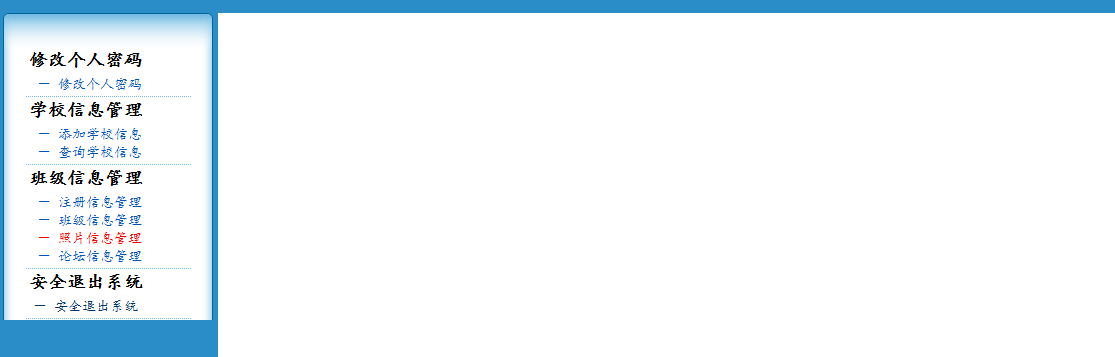 修改个人密码
— 修改个人密码
学校信息管理
— 添加学校信息
— 查询学校信息
班级信息管理
— 注册信息管理
— 班级信息管理
— 照片信息管理
— 论坛信息管理
安全退出系统
— 安全退出系统